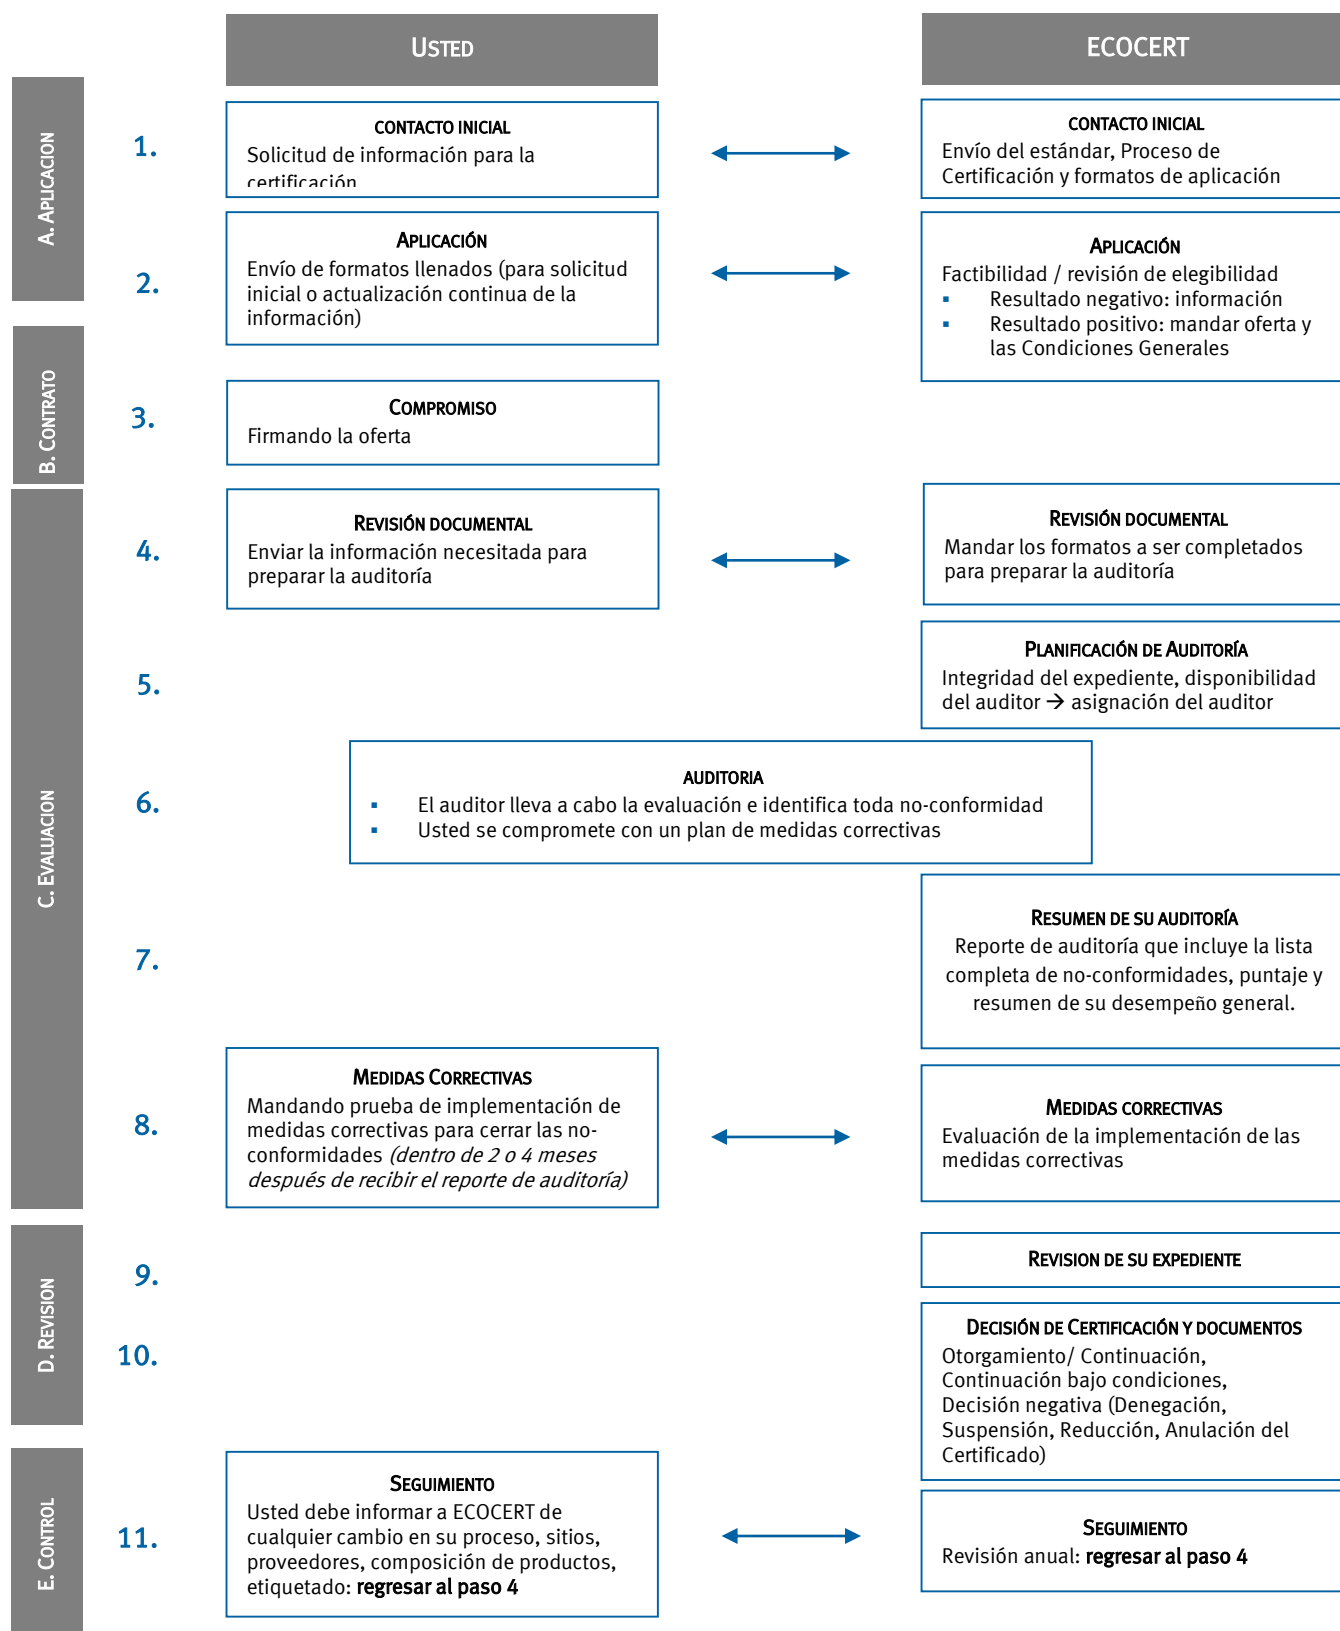 USTED
ECOCERT
A. APLICACION
1.
CONTACTO INICIAL
Solicitud de información para la
certificación
CONTACTO INICIAL
Envío del estándar, Proceso de
Certificación y formatos de aplicación
2.
APLICACIÓN
Envío de formatos llenados (para solicitud
inicial o actualización continua de la
información)
APLICACIÓN
Factibilidad / revisión de elegibilidad
▪ Resultado negativo: información
▪ Resultado positivo: mandar oferta y
las Condiciones Generales
B. CONTRATO
3.
COMPROMISO
Firmando la oferta
C. EVALUACION
4.
REVISIÓN DOCUMENTAL
Enviar la información necesitada para
preparar la auditoría
REVISIÓN DOCUMENTAL
Mandar los formatos a ser completados
para preparar la auditoría
5.
PLANIFICACIÓN DE AUDITORÍA
Integridad del expediente, disponibilidad
del auditor → asignación del auditor
6.
AUDITORIA
▪ El auditor lleva a cabo la evaluación e identifica toda no-conformidad
▪ Usted se compromete con un plan de medidas correctivas
7.
RESUMEN DE SU AUDITORÍA
Reporte de auditoría que incluye la lista
completa de no-conformidades, puntaje y
resumen de su desempeño general.
8.
MEDIDAS CORRECTIVAS
Mandando prueba de implementación de
medidas correctivas para cerrar las no-
conformidades (dentro de 2 o 4 meses
después de recibir el reporte de auditoría)
MEDIDAS CORRECTIVAS
Evaluación de la implementación de las
medidas correctivas
D. REVISION
9.
REVISION DE SU EXPEDIENTE
10.
DECISIÓN DE CERTIFICACIÓN Y DOCUMENTOS
Otorgamiento/ Continuación,
Continuación bajo condiciones,
Decisión negativa (Denegación,
Suspensión, Reducción, Anulación del
Certificado)
E. CONTROL
11.
SEGUIMIENTO
Usted debe informar a ECOCERT de
cualquier cambio en su proceso, sitios,
proveedores, composición de productos,
etiquetado: regresar al paso 4
SEGUIMIENTO
Revisión anual: regresar al paso 4